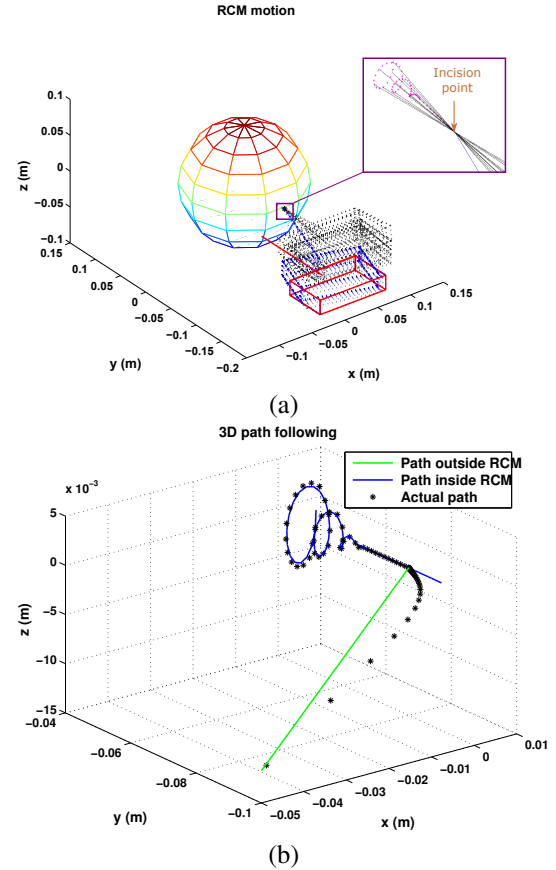 RCM motion
Incision
point
0.1
0.05
0
−0.05
−0.1
z (m)
0.15
0.1
0.05
0
−0.05
−0.1
−0.15
−0.2
y (m)
−0.1
−0.05
0
0.05
0.1
0.15
x (m)
(a)
3D path following
Path outside RCM
Path inside RCM
Actual path
x 10⁻³
5
0
−5
−10
−15
z (m)
−0.04
−0.06
−0.08
−0.1
y (m)
−0.05
−0.04
−0.03
−0.02
−0.01
0
0.01
x (m)
(b)